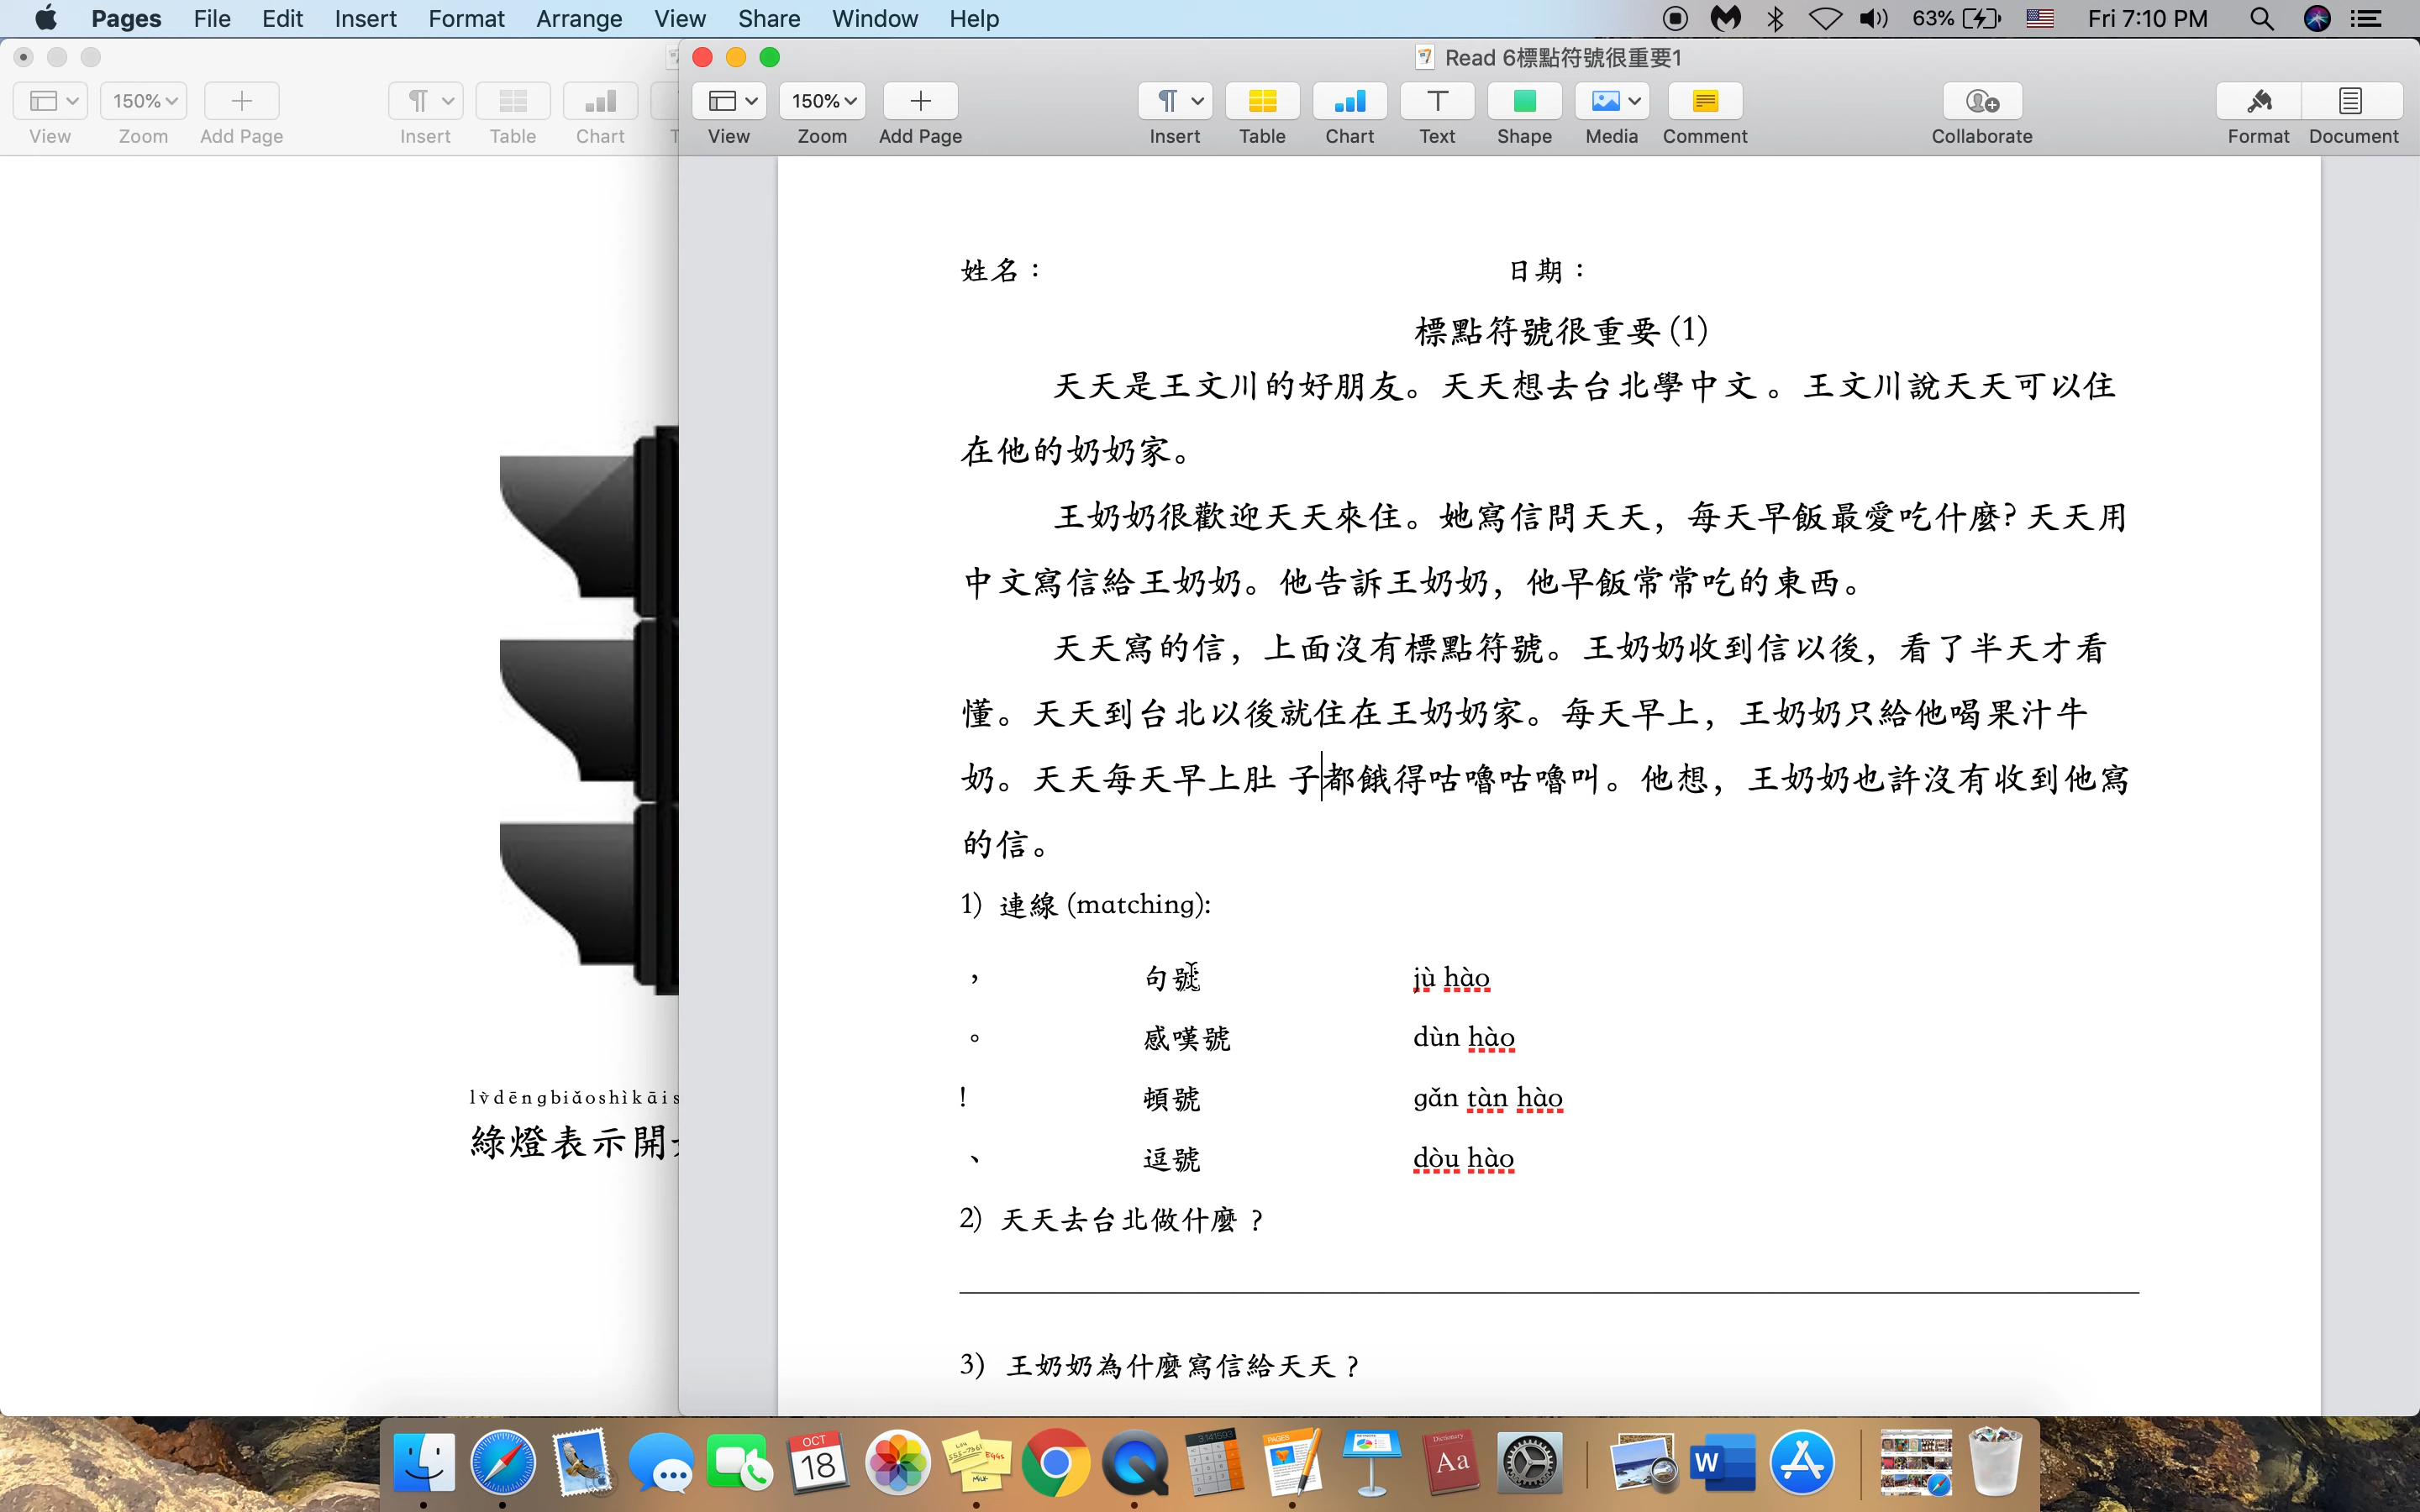 Pages File Edit Insert Format Arrange View Share Window Help 63% Fri 7:10 PM
Read 6標點符號很重要1
150% 150%
View Zoom Add Page Insert Table Chart View Zoom Add Page Insert Table Chart Text Shape Media Comment Collaborate Format Document
姓名： 日期：
標點符號很重要(1)
天天是王文川的好朋友。天天想去台北學中文。王文川說天天可以住
在他的奶奶家。
王奶奶很歡迎天天來住。她寫信問天天，每天早飯最愛吃什麼? 天天用
中文寫信給王奶奶。他告訴王奶奶，他早飯常常吃的東西。
天天寫的信，上面沒有標點符號。王奶奶收到信以後，看了半天才看
懂。天天到台北以後就住在王奶奶家。每天早上，王奶奶只給他喝果汁牛
奶。天天每天早上肚 子都餓得咕嚕咕嚕叫。他想，王奶奶也許沒有收到他寫
的信。
1) 連線 (matching):
， 句號 jù hào
。 感嘆號 dùn hào
! 頓號 gǎn tàn hào
、 逗號 dòu hào
2) 天天去台北做什麼？
3) 王奶奶為什麼寫信給天天？
lǜdēngbiǎoshìkāis
綠燈表示開
OCT
18
W
Aa